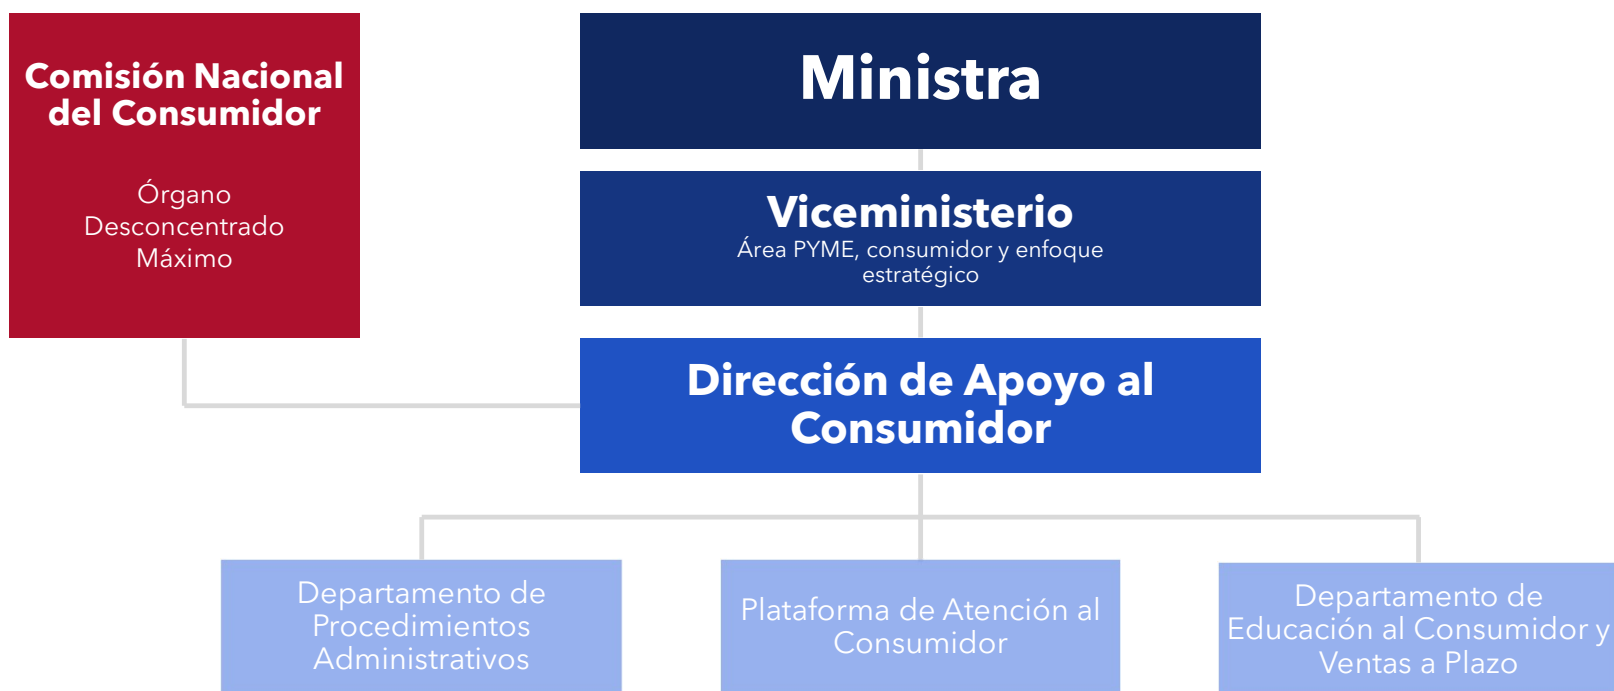 Comisión Nacional
del Consumidor
Órgano
Desconcentrado
Máximo
Ministra
Viceministerio
Área PYME, consumidor y enfoque
estratégico
Dirección de Apoyo al
Consumidor
Departamento de
Procedimientos
Administrativos
Plataforma de Atención al
Consumidor
Departamento de
Educación al Consumidor y
Ventas a Plazo